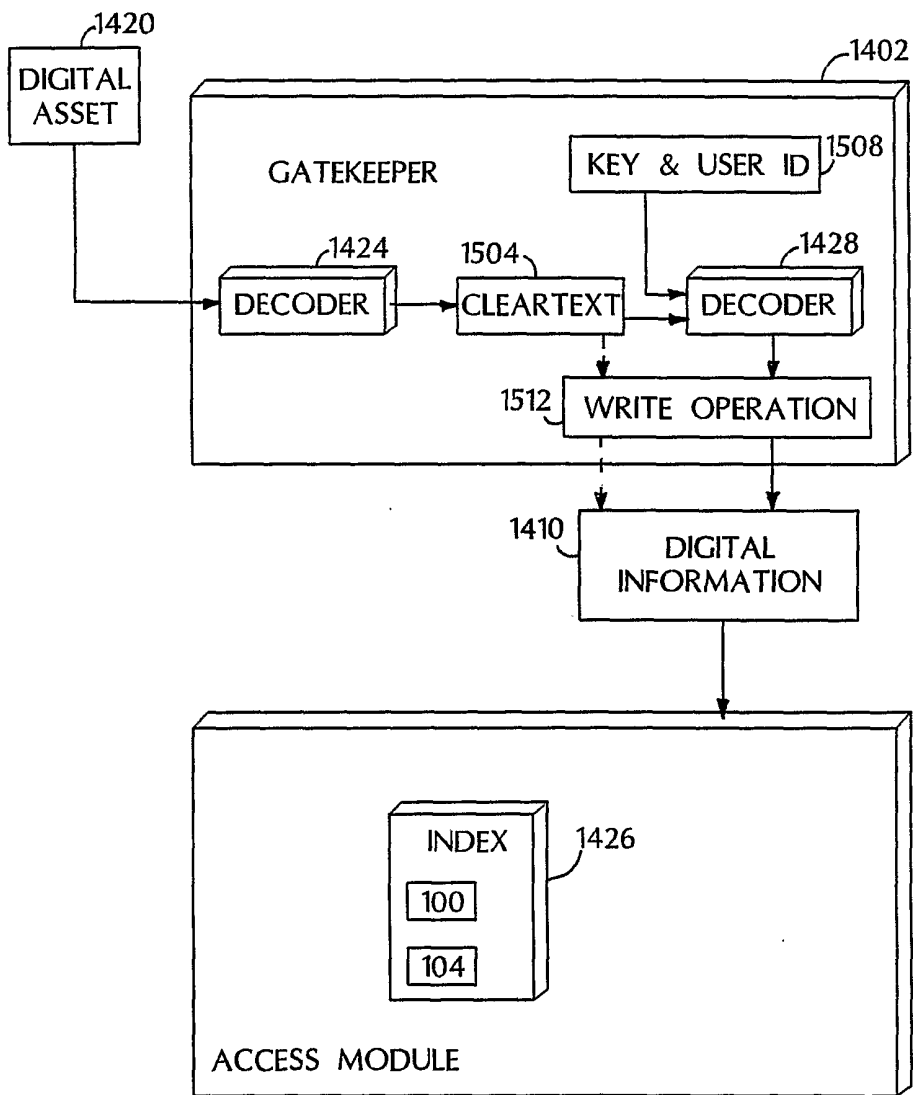 1420
DIGITAL
ASSET
1402
GATEKEEPER
KEY & USER ID
1508
1424
DECODER
1504
CLEARTEXT
1428
DECODER
1512
WRITE OPERATION
1410
DIGITAL
INFORMATION
INDEX
1426
100
104
ACCESS MODULE